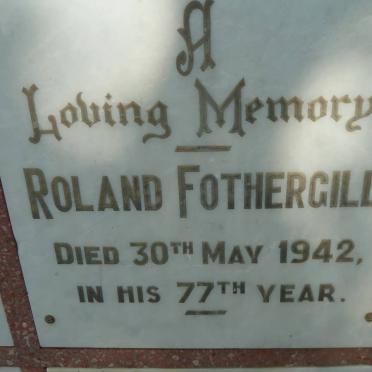 A
Loving Memory
ROLAND FOTHERGILL
DIED 30TH MAY 1942,
IN HIS 77TH YEAR.